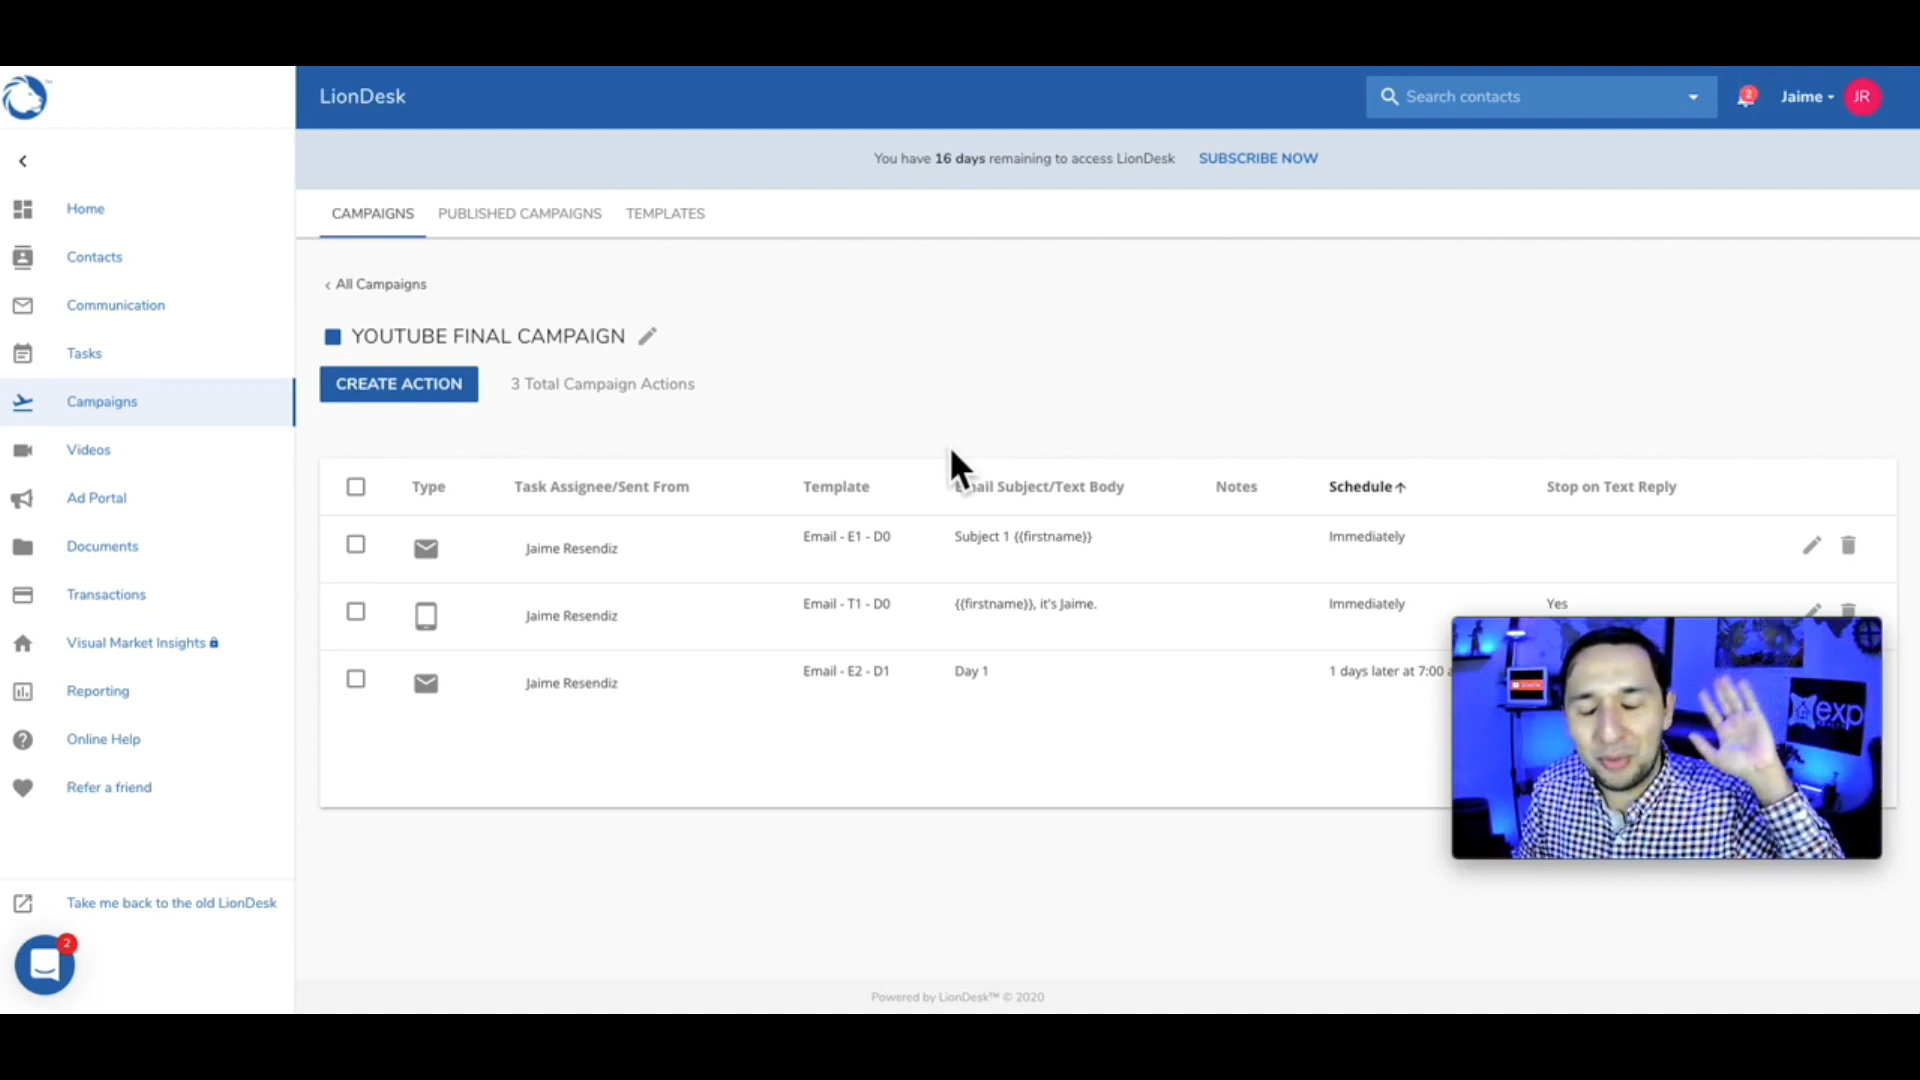 LionDesk
Search contacts
2
Jaime
JR
You have 16 days remaining to access LionDesk SUBSCRIBE NOW
Home
Contacts
Communication
Tasks
Campaigns
Videos
Ad Portal
Documents
Transactions
Visual Market Insights
Reporting
Online Help
Refer a friend
Take me back to the old LionDesk
2
CAMPAIGNS PUBLISHED CAMPAIGNS TEMPLATES
‹ All Campaigns
YOUTUBE FINAL CAMPAIGN
CREATE ACTION 3 Total Campaign Actions
Type Task Assignee/Sent From Template Email Subject/Text Body Notes Schedule↑ Stop on Text Reply
Jaime Resendiz Email - E1 - D0 Subject 1 {{firstname}} Immediately
Jaime Resendiz Email - T1 - D0 {{firstname}}, it's Jaime. Immediately Yes
Jaime Resendiz Email - E2 - D1 Day 1 1 days later at 7:00
exp
Powered by LionDesk™ © 2020